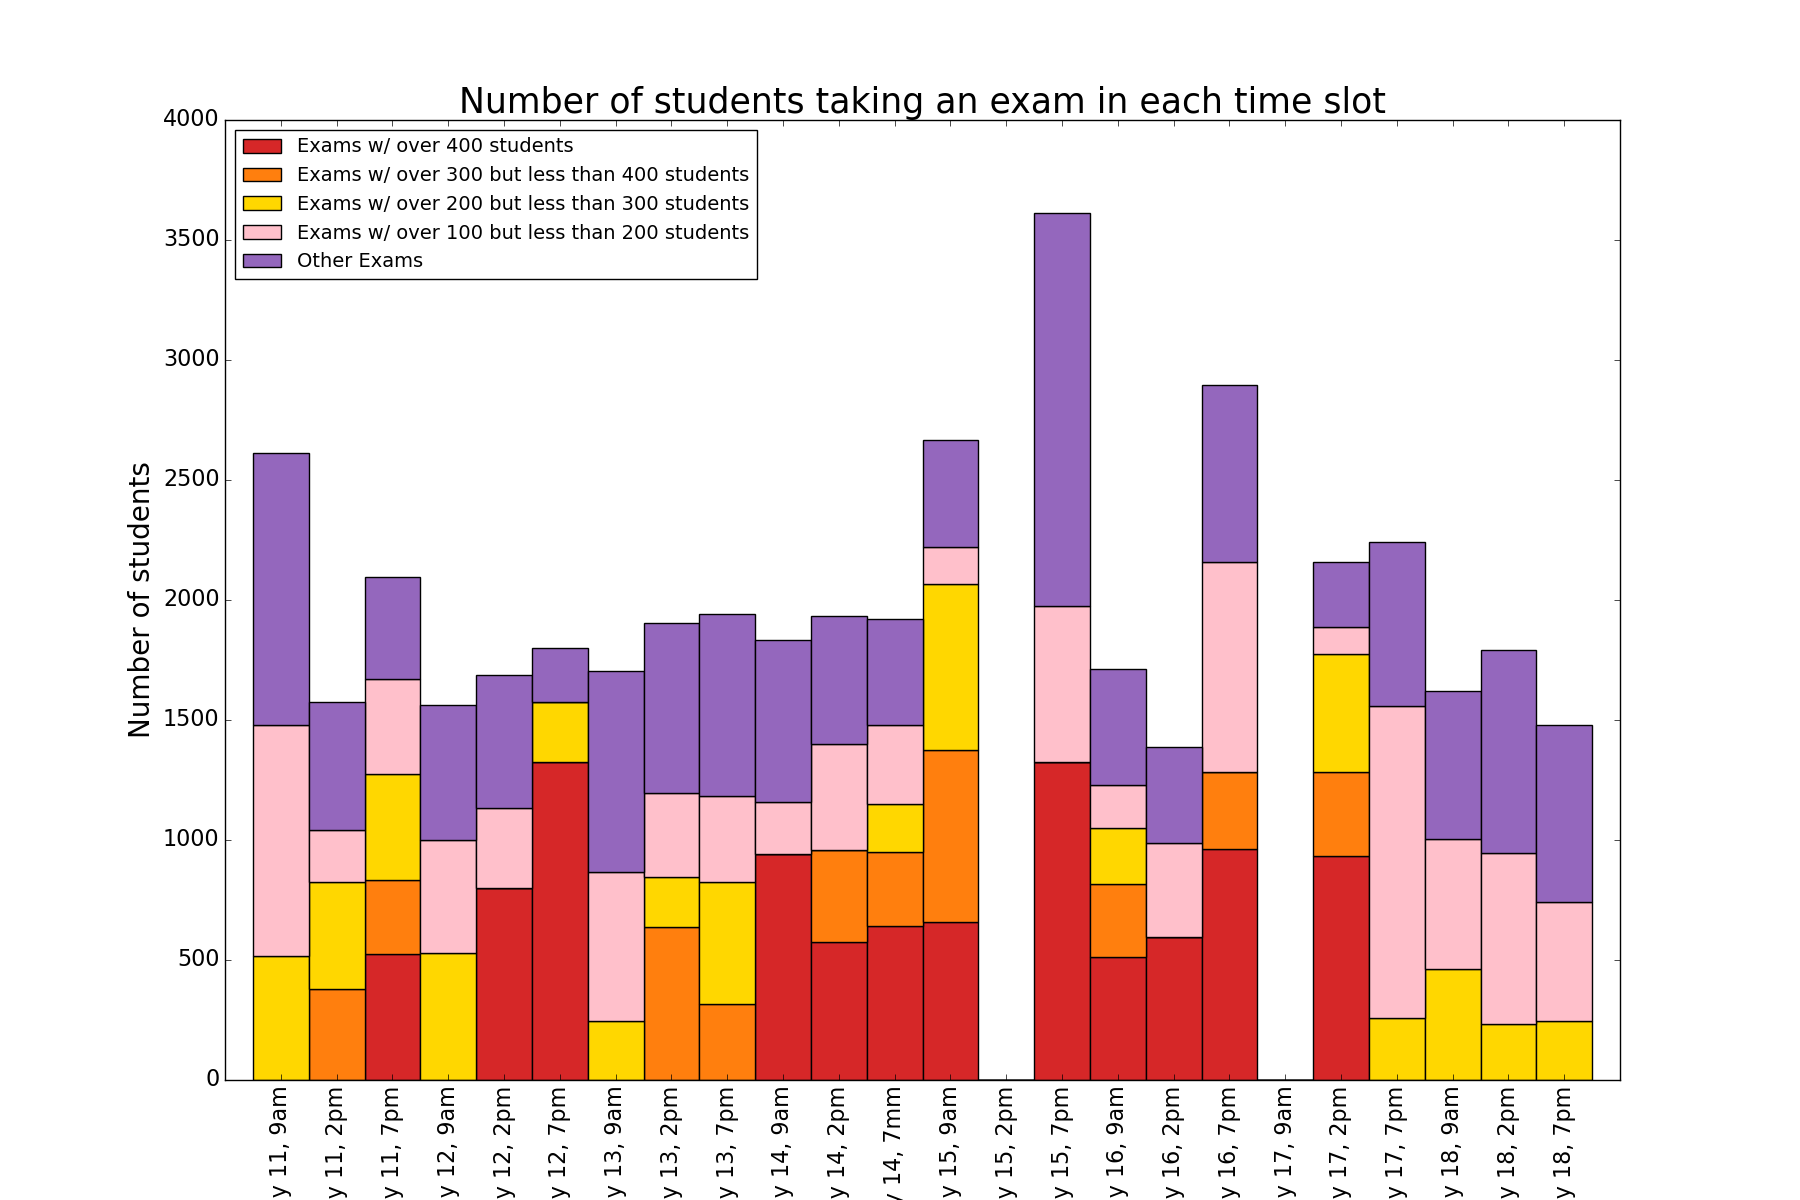 Number of students taking an exam in each time slot
4000
3500
3000
2500
2000
1500
1000
500
0
Number of students
Exams w/ over 400 students
Exams w/ over 300 but less than 400 students
Exams w/ over 200 but less than 300 students
Exams w/ over 100 but less than 200 students
Other Exams
y 11, 9am
y 11, 2pm
y 11, 7pm
y 12, 9am
y 12, 2pm
y 12, 7pm
y 13, 9am
y 13, 2pm
y 13, 7pm
y 14, 9am
y 14, 2pm
y 14, 7mm
y 15, 9am
y 15, 2pm
y 15, 7pm
y 16, 9am
y 16, 2pm
y 16, 7pm
y 17, 9am
y 17, 2pm
y 17, 7pm
y 18, 9am
y 18, 2pm
y 18, 7pm